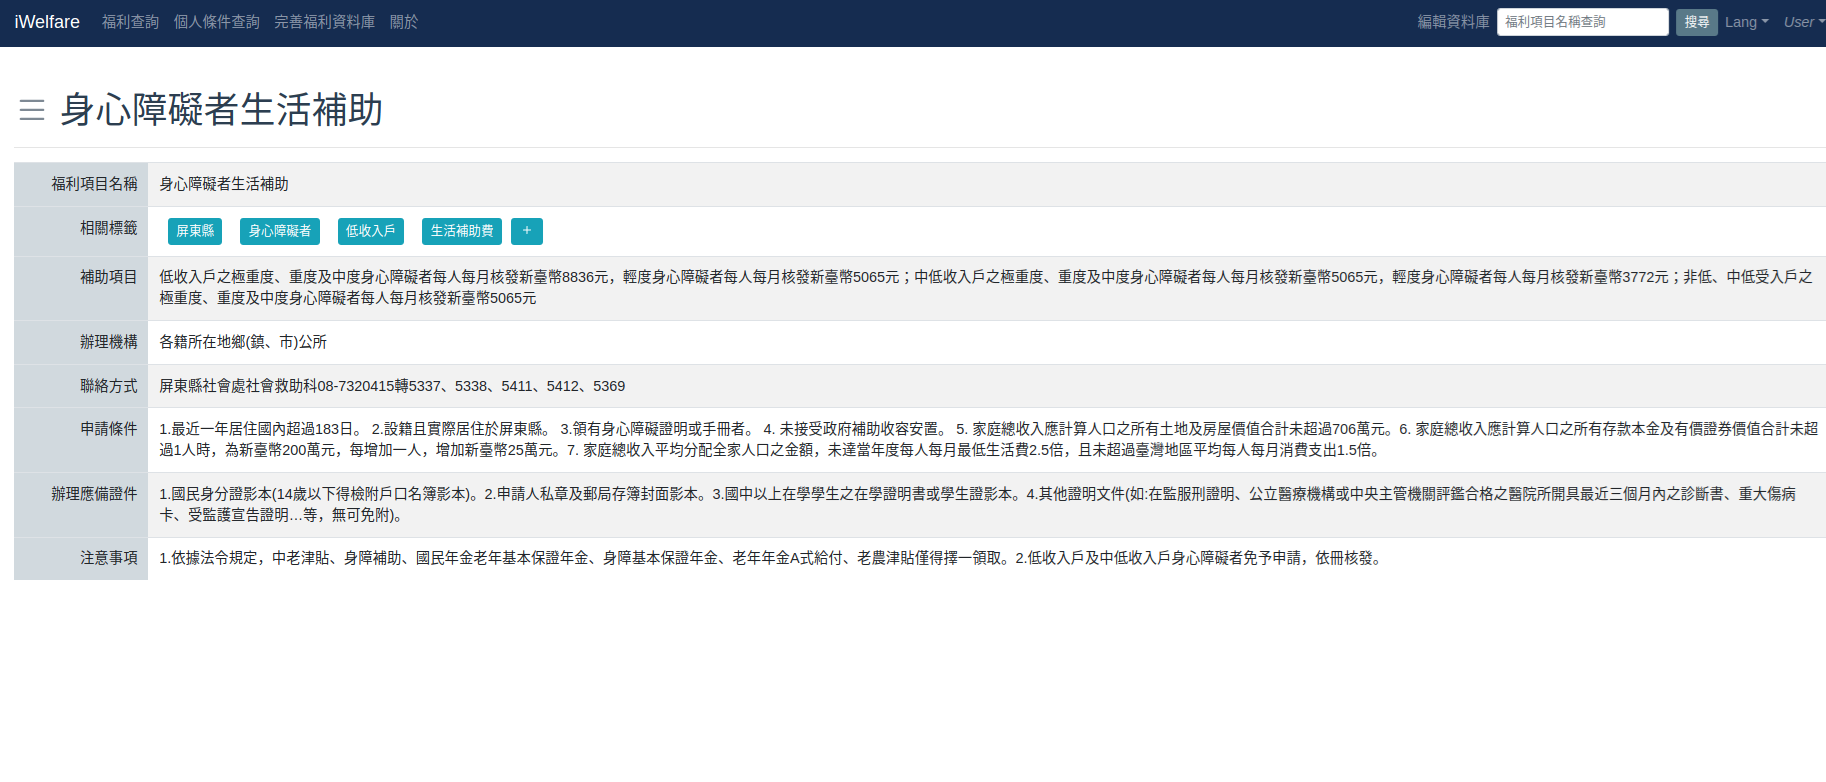 iWelfare 福利查詢 個人條件查詢 完善福利資料庫 關於 編輯資料庫 福利項目名稱查詢 搜尋 Lang User
身心障礙者生活補助
福利項目名稱 身心障礙者生活補助
相關標籤 屏東縣 身心障礙者 低收入戶 生活補助費 +
補助項目 低收入戶之極重度、重度及中度身心障礙者每人每月核發新臺幣8836元，輕度身心障礙者每人每月核發新臺幣5065元；中低收入戶之極重度、重度及中度身心障礙者每人每月核發新臺幣5065元，輕度身心障礙者每人每月核發新臺幣3772元；非低、中低受入戶之
極重度、重度及中度身心障礙者每人每月核發新臺幣5065元
辦理機構 各籍所在地鄉(鎮、市)公所
聯絡方式 屏東縣社會處社會救助科08-7320415轉5337、5338、5411、5412、5369
申請條件 1.最近一年居住國內超過183日。 2.設籍且實際居住於屏東縣。 3.領有身心障礙證明或手冊者。 4. 未接受政府補助收容安置。 5. 家庭總收入應計算人口之所有土地及房屋價值合計未超過706萬元。6. 家庭總收入應計算人口之所有存款本金及有價證券價值合計未超
過1人時，為新臺幣200萬元，每增加一人，增加新臺幣25萬元。7. 家庭總收入平均分配全家人口之金額，未達當年度每人每月最低生活費2.5倍，且未超過臺灣地區平均每人每月消費支出1.5倍。
辦理應備證件 1.國民身分證影本(14歲以下得檢附戶口名簿影本)。2.申請人私章及郵局存簿封面影本。3.國中以上在學學生之在學證明書或學生證影本。4.其他證明文件(如:在監服刑證明、公立醫療機構或中央主管機關評鑑合格之醫院所開具最近三個月內之診斷書、重大傷病
卡、受監護宣告證明…等，無可免附)。
注意事項 1.依據法令規定，中老津貼、身障補助、國民年金老年基本保證年金、身障基本保證年金、老年年金A式給付、老農津貼僅得擇一領取。2.低收入戶及中低收入戶身心障礙者免予申請，依冊核發。